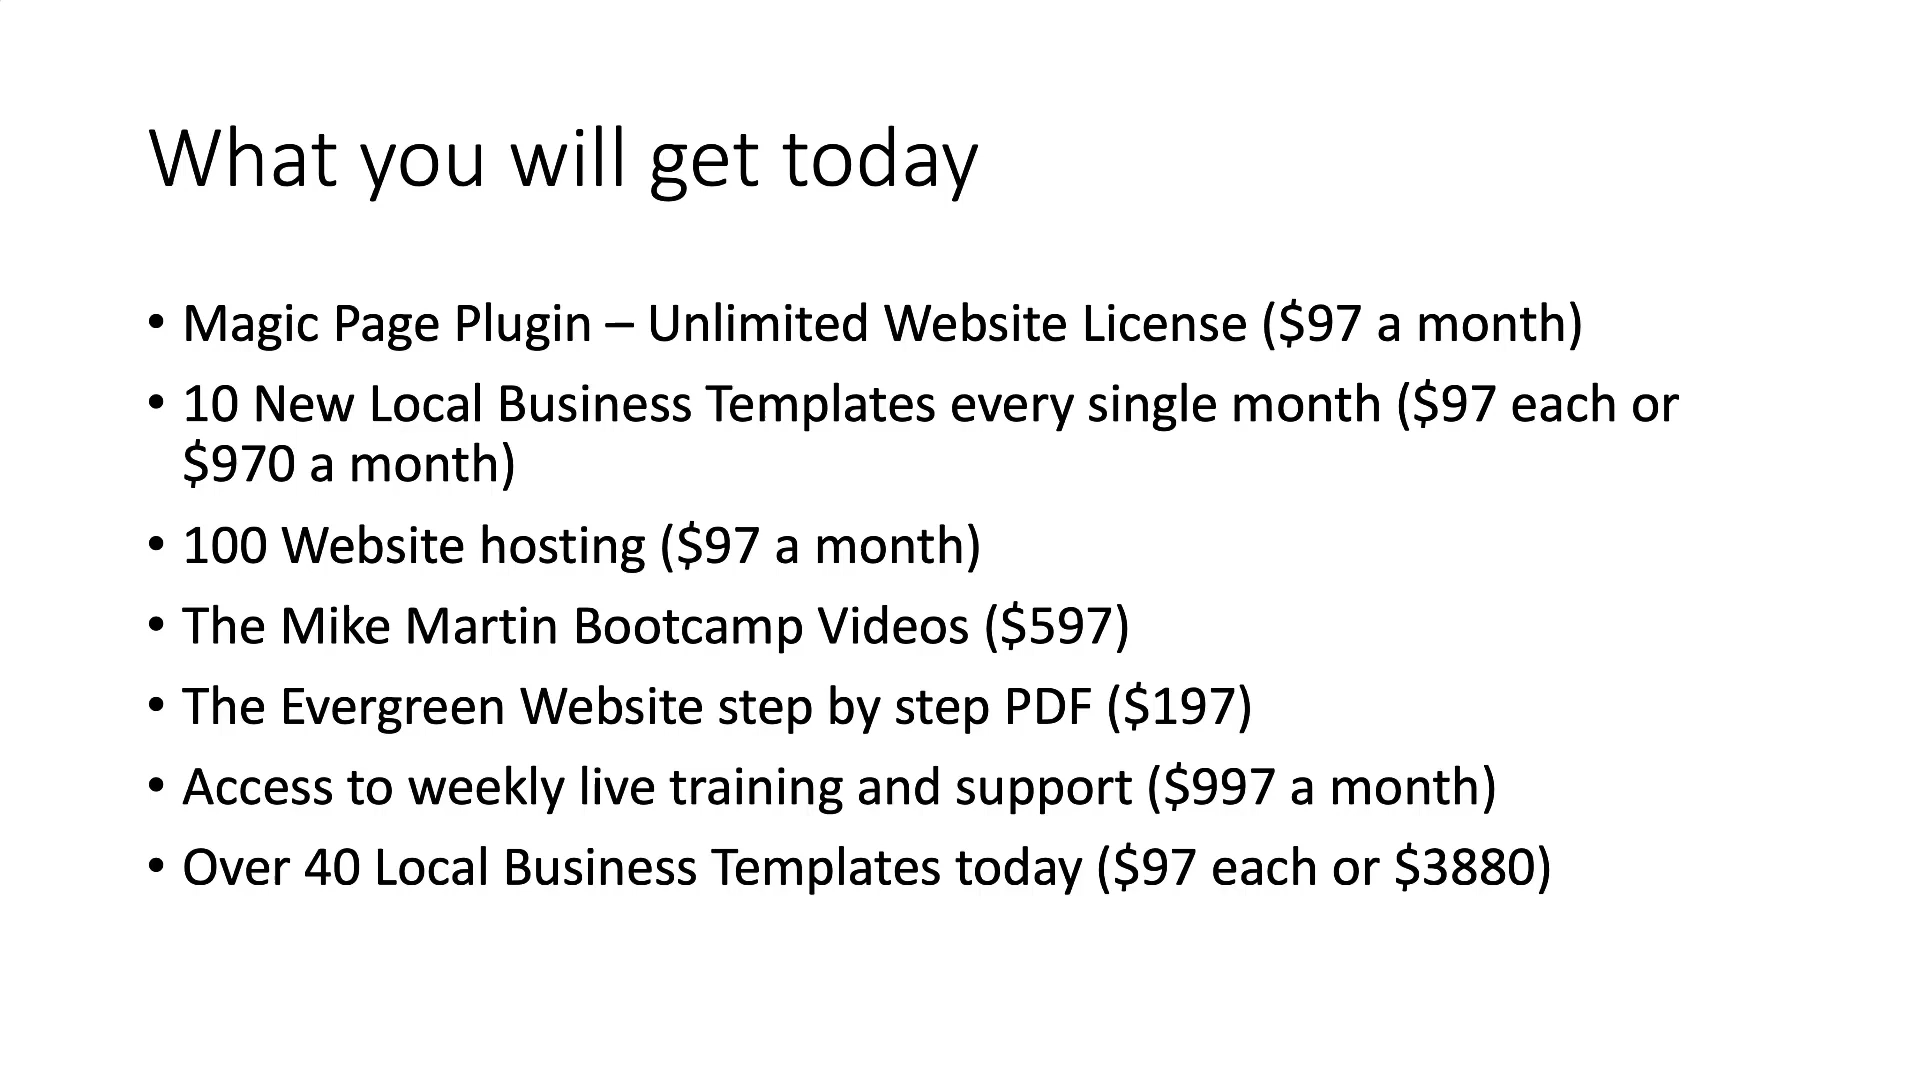 What you will get today
• Magic Page Plugin – Unlimited Website License ($97 a month)
• 10 New Local Business Templates every single month ($97 each or
$970 a month)
• 100 Website hosting ($97 a month)
• The Mike Martin Bootcamp Videos ($597)
• The Evergreen Website step by step PDF ($197)
• Access to weekly live training and support ($997 a month)
• Over 40 Local Business Templates today ($97 each or $3880)